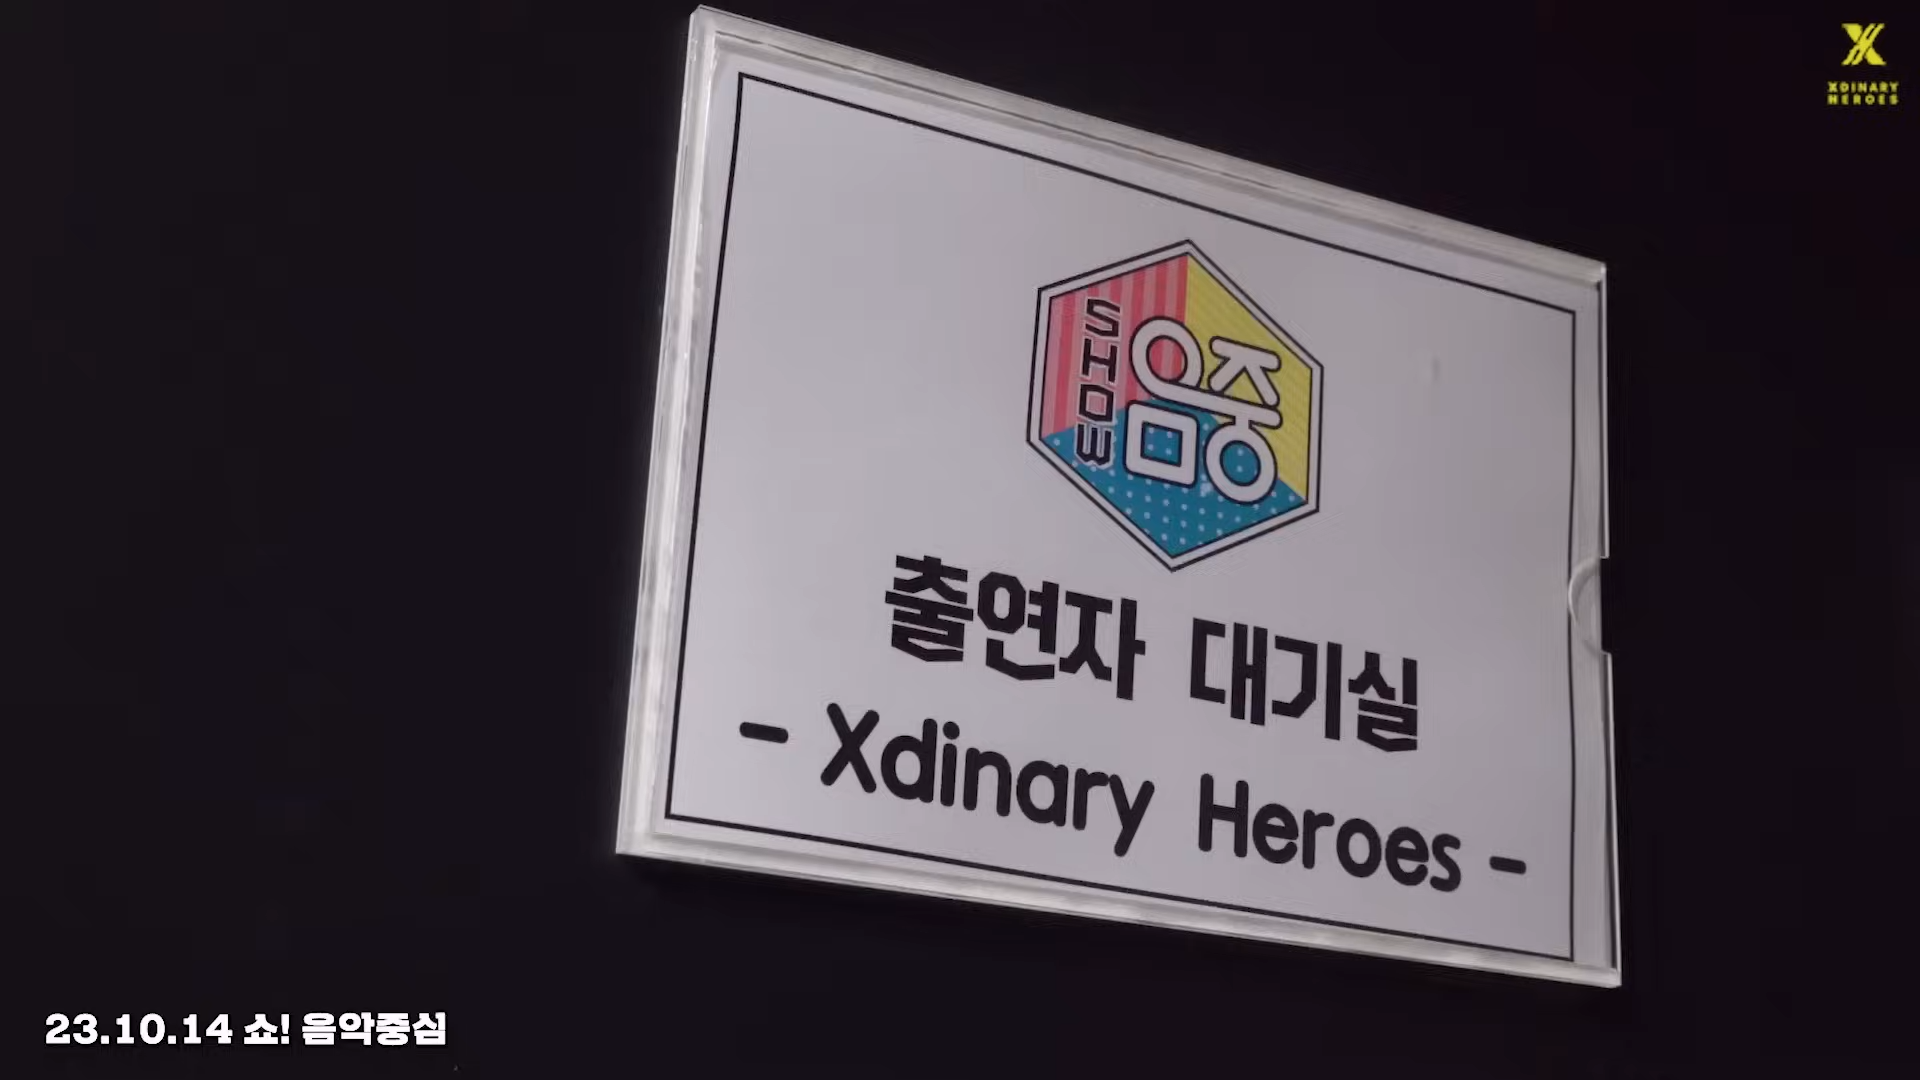 XDINARY
HEROES
SHOW
음중
출연자 대기실
- Xdinary Heroes -
23.10.14 쇼! 음악중심